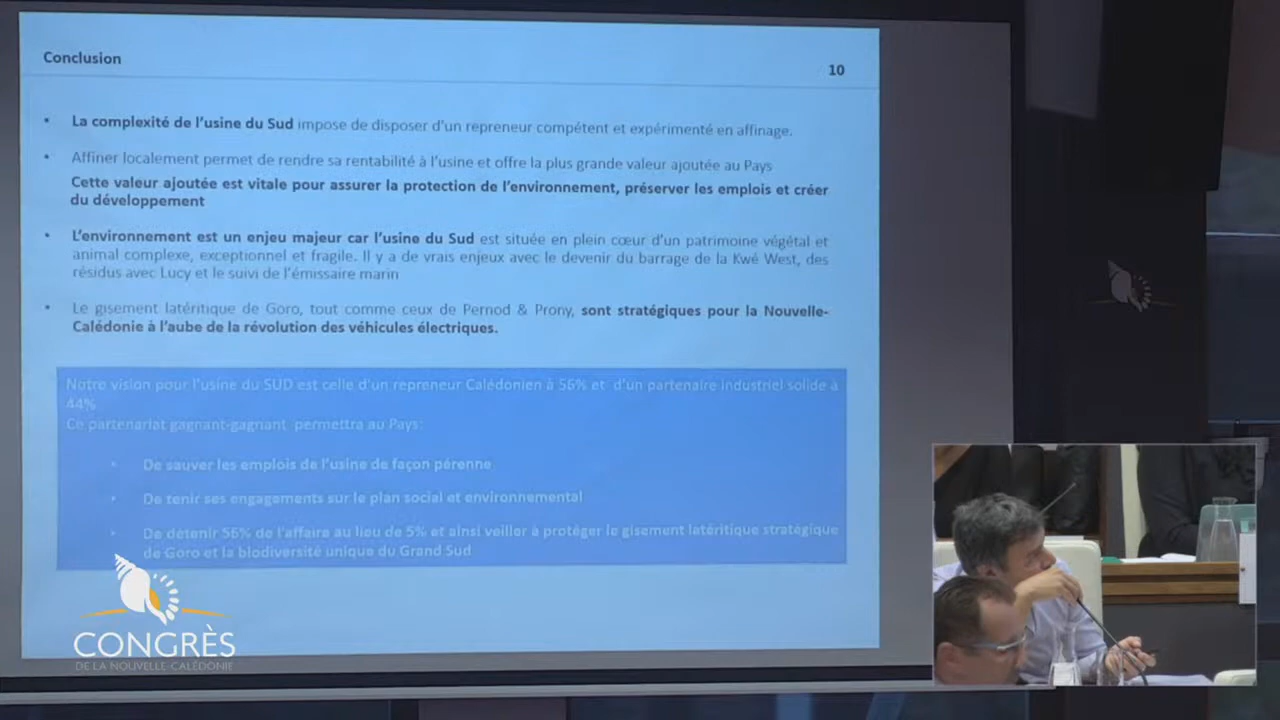 Conclusion
10
• La complexité de l'usine du Sud impose de disposer d'un repreneur compétent et expérimenté en affinage.
• Affiner localement permet de rendre sa rentabilité à l'usine et offre la plus grande valeur ajoutée au Pays
Cette valeur ajoutée est vitale pour assurer la protection de l'environnement, préserver les emplois et créer
du développement
• L'environnement est un enjeu majeur car l'usine du Sud est située en plein cœur d'un patrimoine végétal et
animal complexe, exceptionnel et fragile. Il y a de vrais enjeux avec le devenir du barrage de la Kwé West, des
résidus avec Lucy et le suivi de l'émissaire marin
• Le gisement latéritique de Goro, tout comme ceux de Pernod & Prony, sont stratégiques pour la Nouvelle-
Calédonie à l'aube de la révolution des véhicules électriques.
Notre vision pour l'usine du SUD est celle d'un repreneur Calédonien à 56% et d'un partenaire industriel solide à
44%
Ce partenariat gagnant-gagnant permettra au Pays:
• De sauver les emplois de l'usine de façon pérenne
• De tenir ses engagements sur le plan social et environnemental
• De détenir 56% de l'affaire au lieu de 5% et ainsi veiller à protéger le gisement latéritique stratégique
de Goro et la biodiversité unique du Grand Sud
CONGRÈS
DE LA NOUVELLE-CALÉDONIE